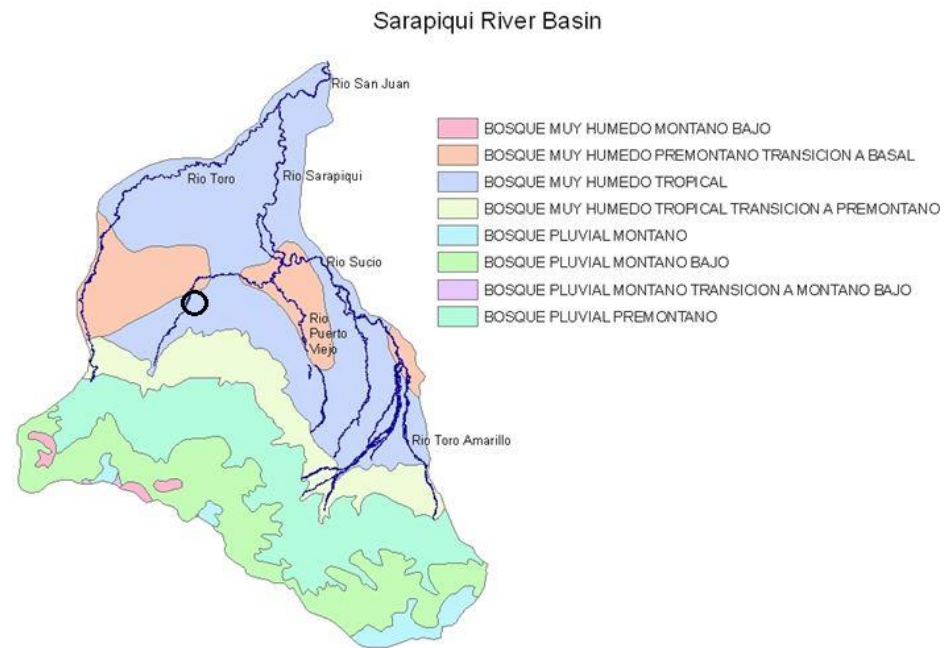 Sarapiqui River Basin
Rio San Juan
Rio Toro
Rio Sarapiqui
Rio Sucio
Rio
Puerto
Viejo
Rio Toro Amarillo
BOSQUE MUY HUMEDO MONTANO BAJO
BOSQUE MUY HUMEDO PREMONTANO TRANSICION A BASAL
BOSQUE MUY HUMEDO TROPICAL
BOSQUE MUY HUMEDO TROPICAL TRANSICION A PREMONTANO
BOSQUE PLUVIAL MONTANO
BOSQUE PLUVIAL MONTANO BAJO
BOSQUE PLUVIAL MONTANO TRANSICION A MONTANO BAJO
BOSQUE PLUVIAL PREMONTANO